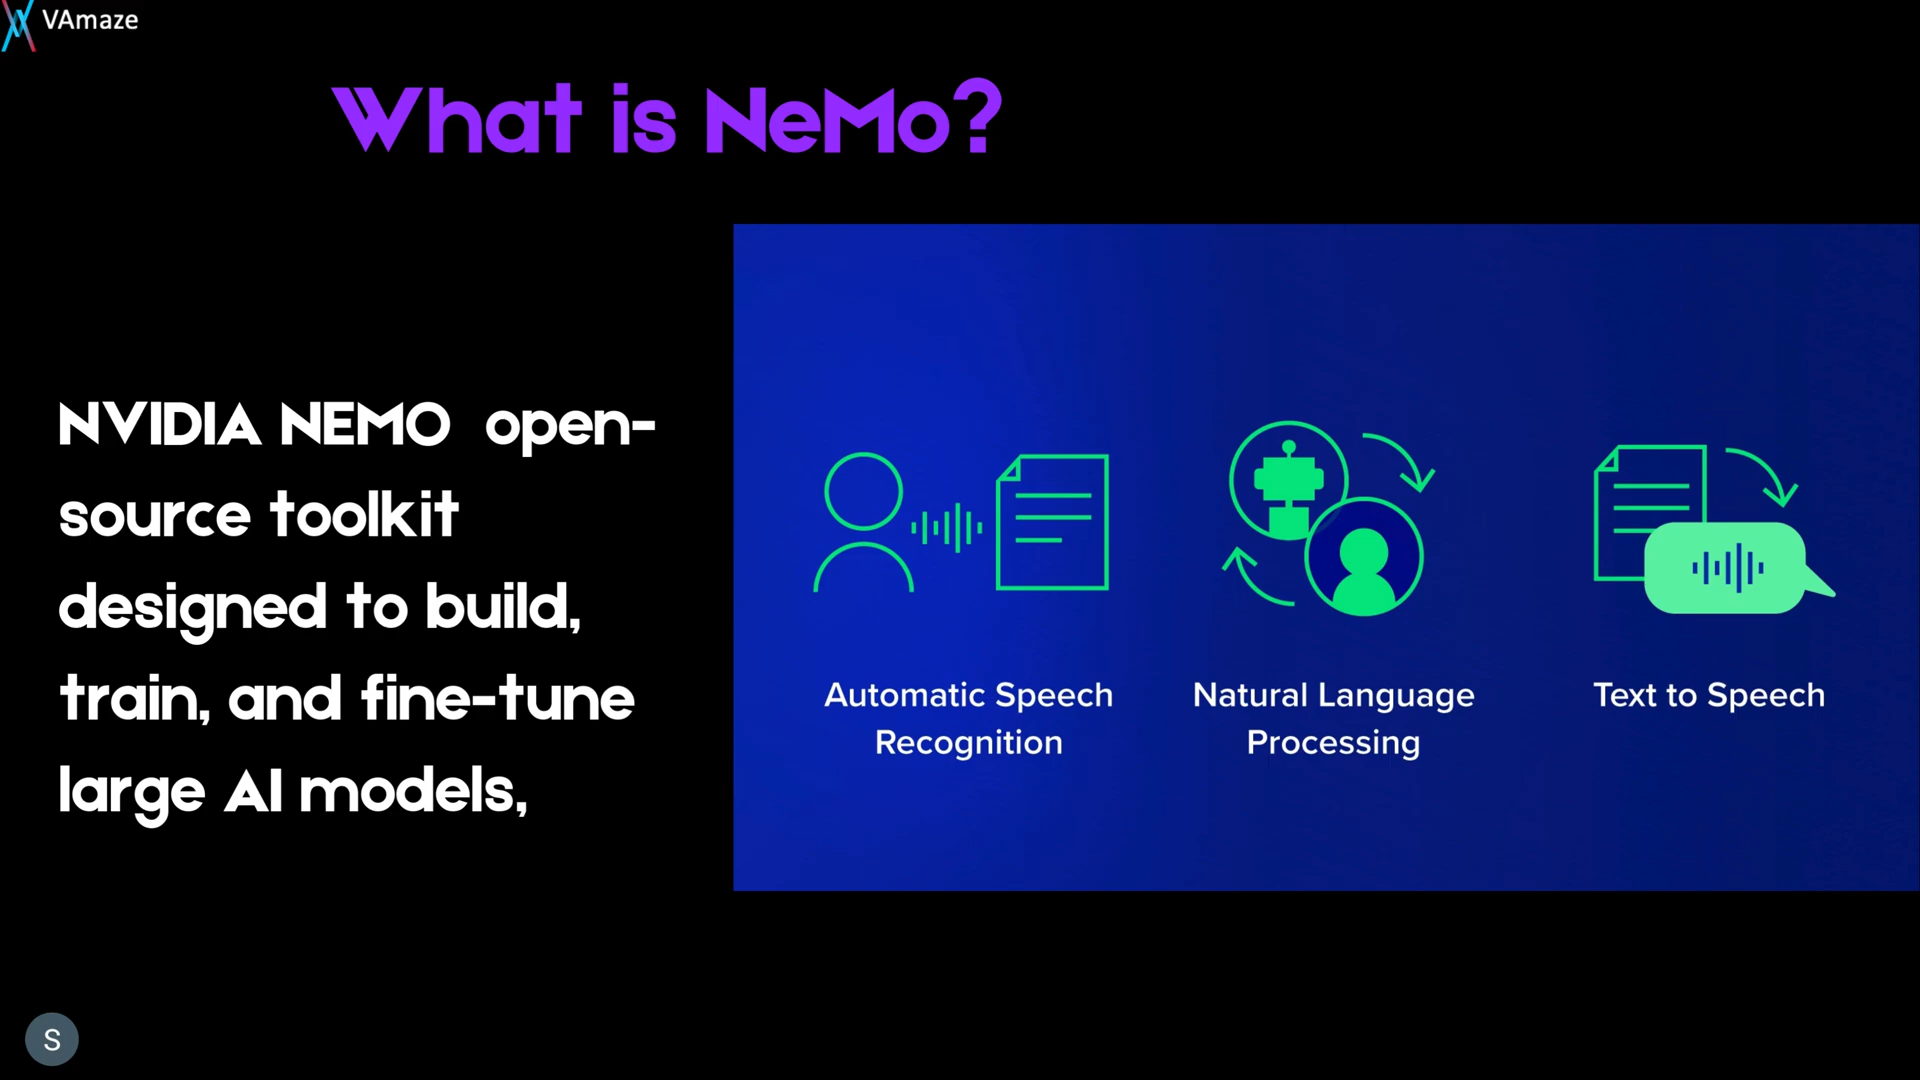 VAmaze
What is NeMo?
NVIDIA NEMO open-
source toolkit
designed to build,
train, and fine-tune
large AI models,
Automatic Speech
Recognition
Natural Language
Processing
Text to Speech
S